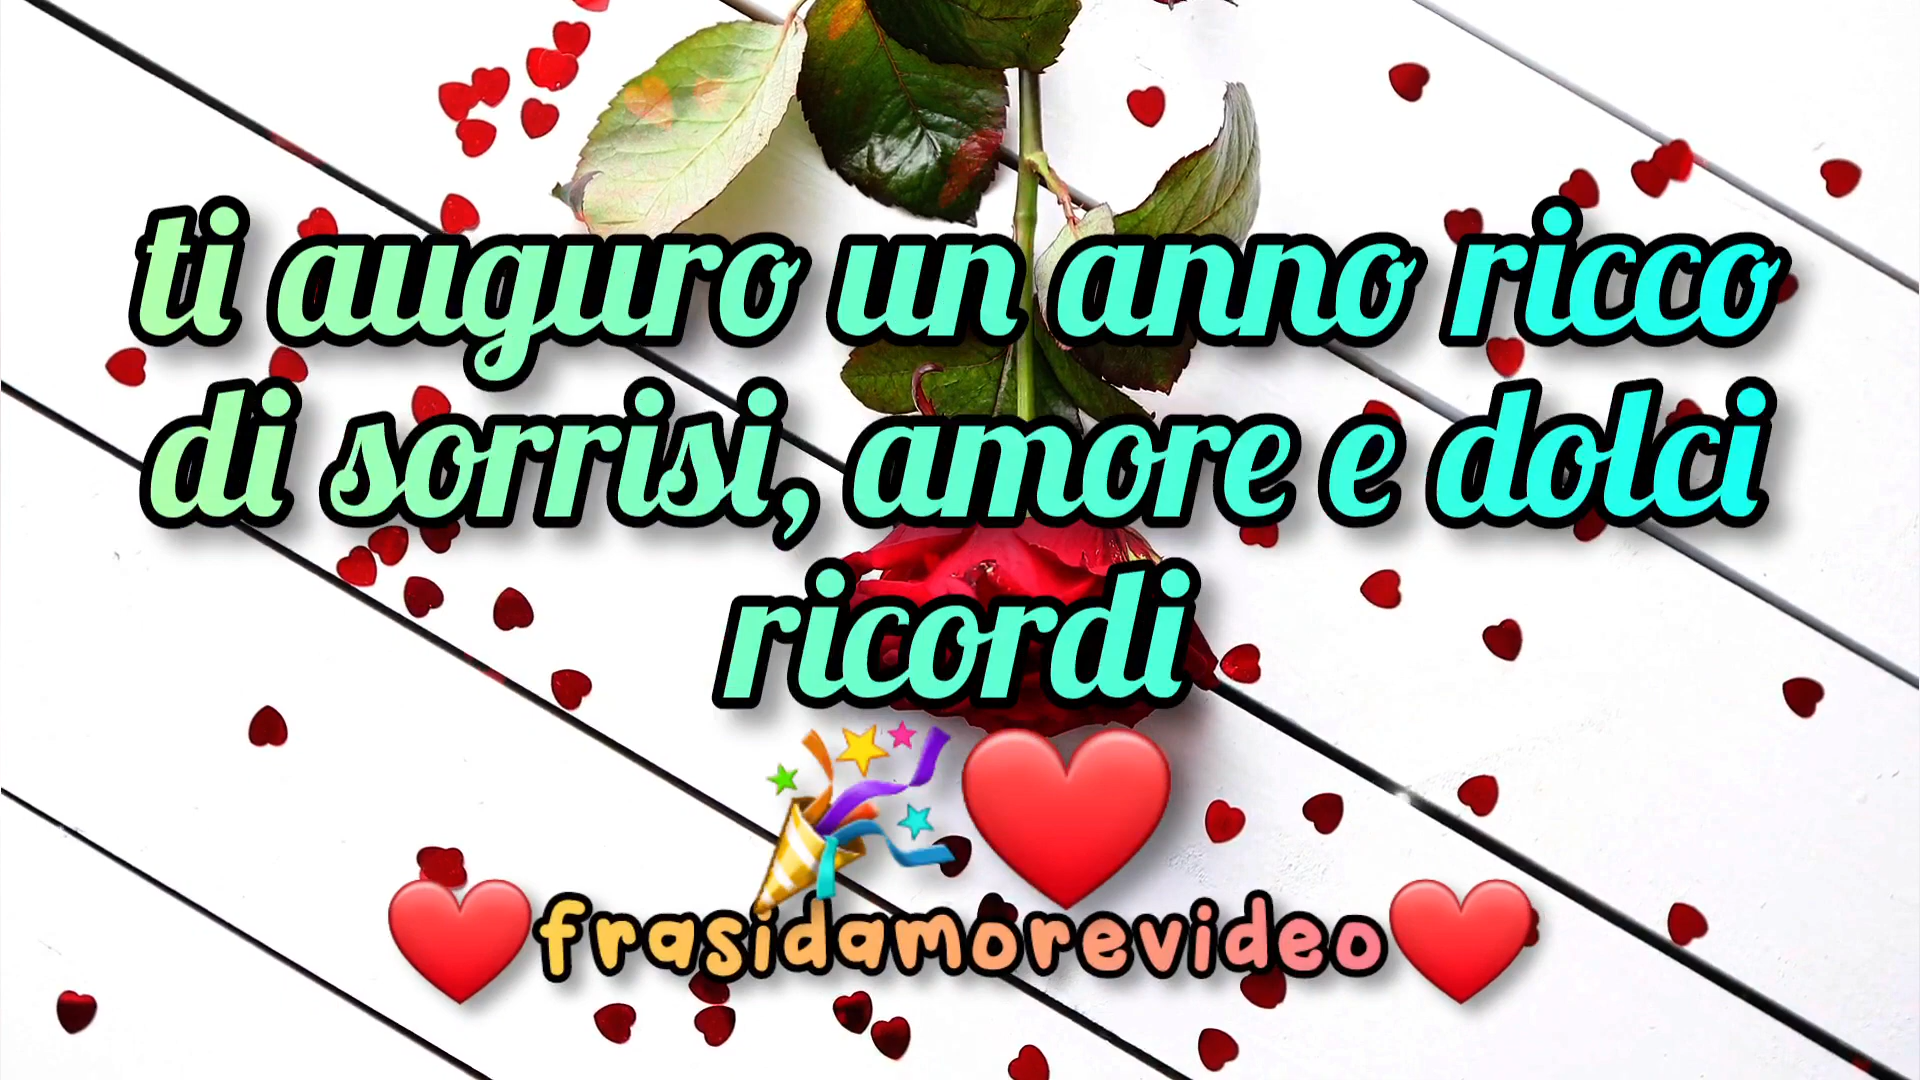 ti auguro un anno ricco
di sorrisi, amore e dolci
ricordi
🎉❤️
❤️frasidamorevideo❤️